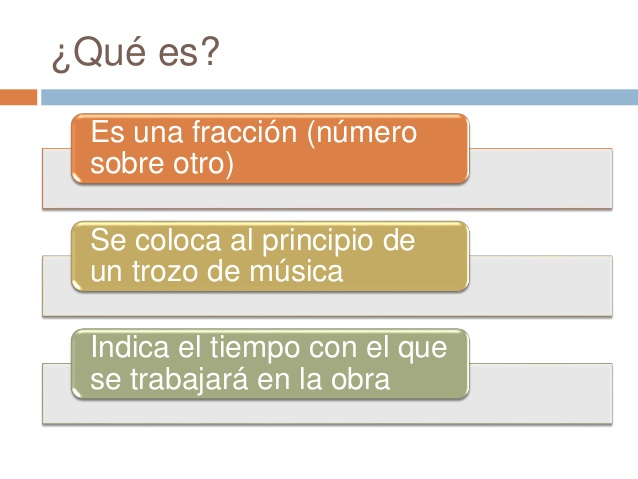 ¿Qué es?
Es una fracción (número
sobre otro)
Se coloca al principio de
un trozo de música
Indica el tiempo con el que
se trabajará en la obra